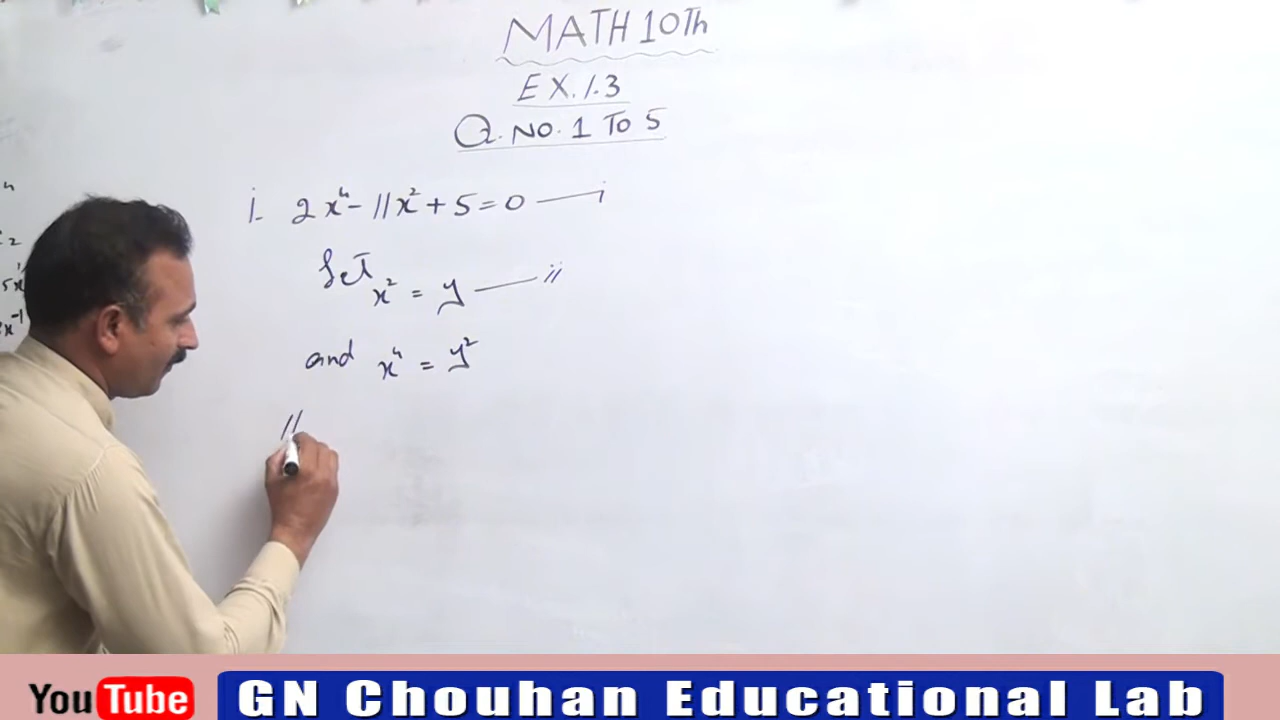 MATH 10Th
EX. 1.3
Q. NO. 1 TO 5
i. 2x⁴ - 11x² + 5 = 0 — i
Let
x² = y — ii
and x⁴ = y²
11
YouTube
GN Chouhan Educational Lab